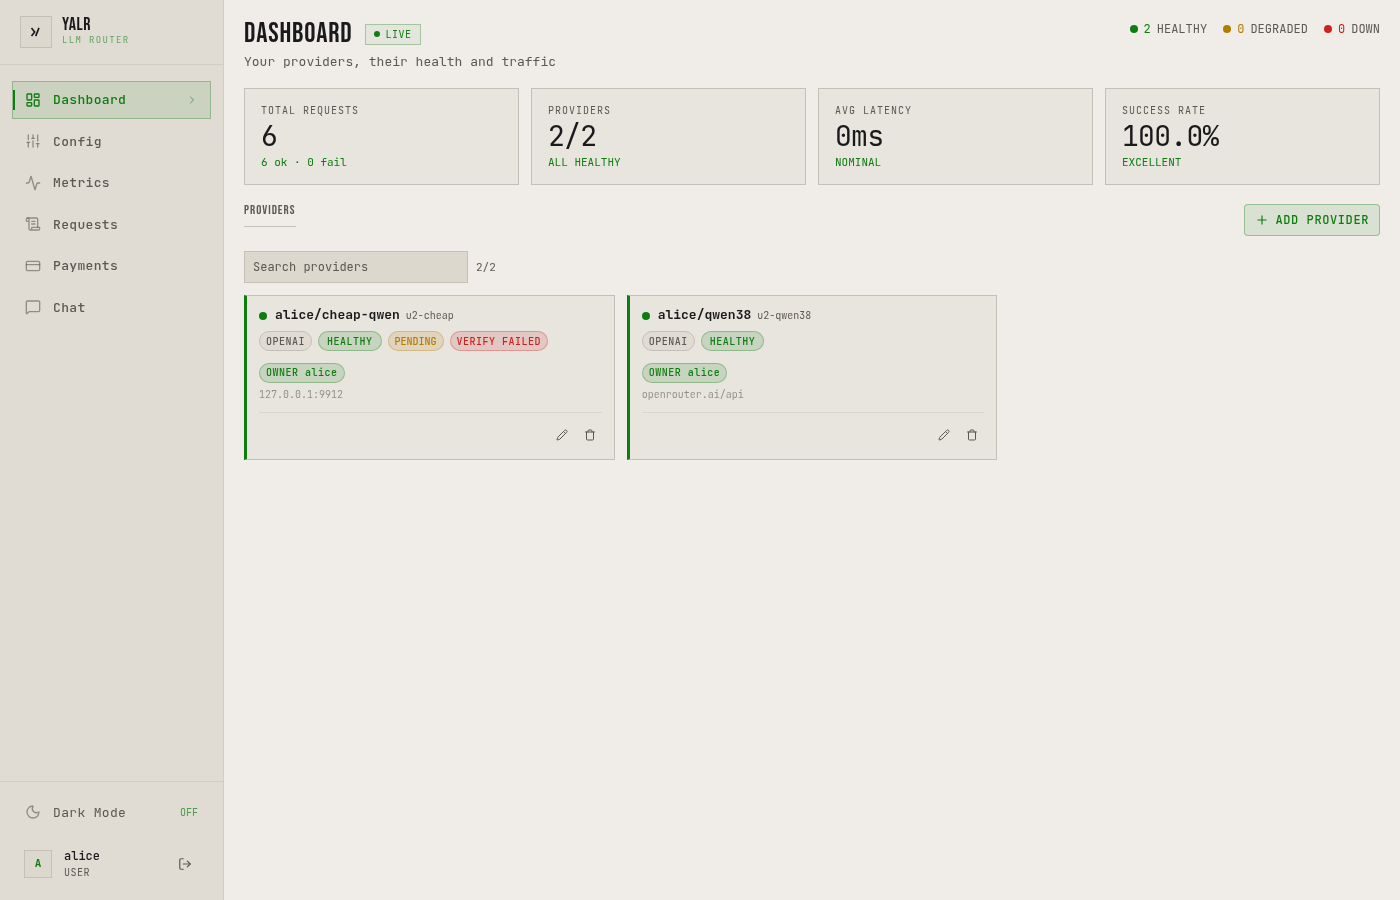 YALR
LLM ROUTER
Dashboard
Config
Metrics
Requests
Payments
Chat
Dark Mode OFF
A
alice
USER
DASHBOARD
LIVE
Your providers, their health and traffic
2 HEALTHY 0 DEGRADED 0 DOWN
TOTAL REQUESTS
6
6 ok · 0 fail
PROVIDERS
2/2
ALL HEALTHY
AVG LATENCY
0ms
NOMINAL
SUCCESS RATE
100.0%
EXCELLENT
PROVIDERS
ADD PROVIDER
Search providers
2/2
alice/cheap-qwen u2-cheap
OPENAI HEALTHY PENDING VERIFY FAILED
OWNER alice
127.0.0.1:9912
alice/qwen38 u2-qwen38
OPENAI HEALTHY
OWNER alice
openrouter.ai/api